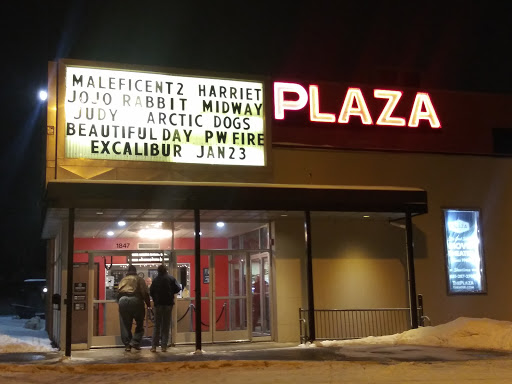 MALEFICENT2 HARRIET
JOJO RABBIT MIDWAY
JUDY ARCTIC DOGS
BEAUTIFUL DAY PW FIRE
EXCALIBUR JAN23
PLAZA
1847